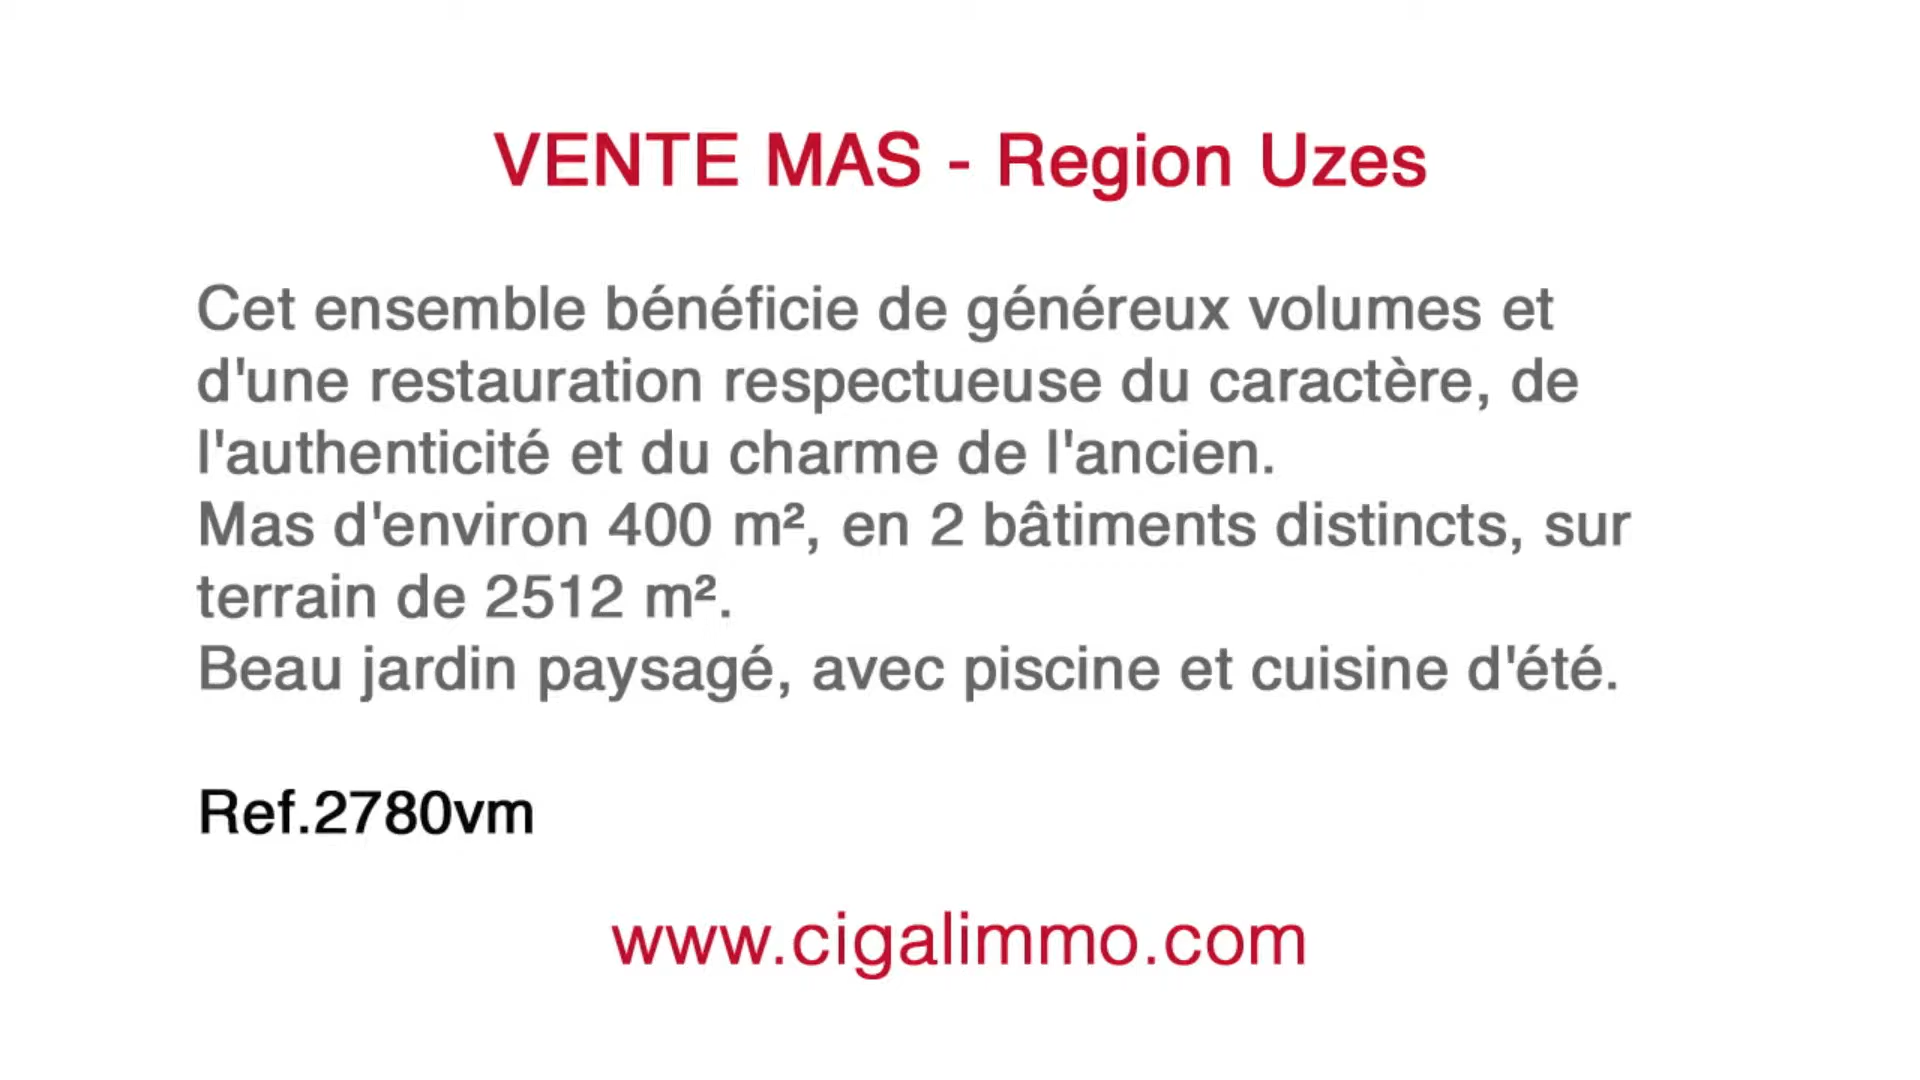 VENTE MAS - Region Uzes
Cet ensemble bénéficie de généreux volumes et
d'une restauration respectueuse du caractère, de
l'authenticité et du charme de l'ancien.
Mas d'environ 400 m², en 2 bâtiments distincts, sur
terrain de 2512 m².
Beau jardin paysagé, avec piscine et cuisine d'été.
Ref.2780vm
www.cigalimmo.com